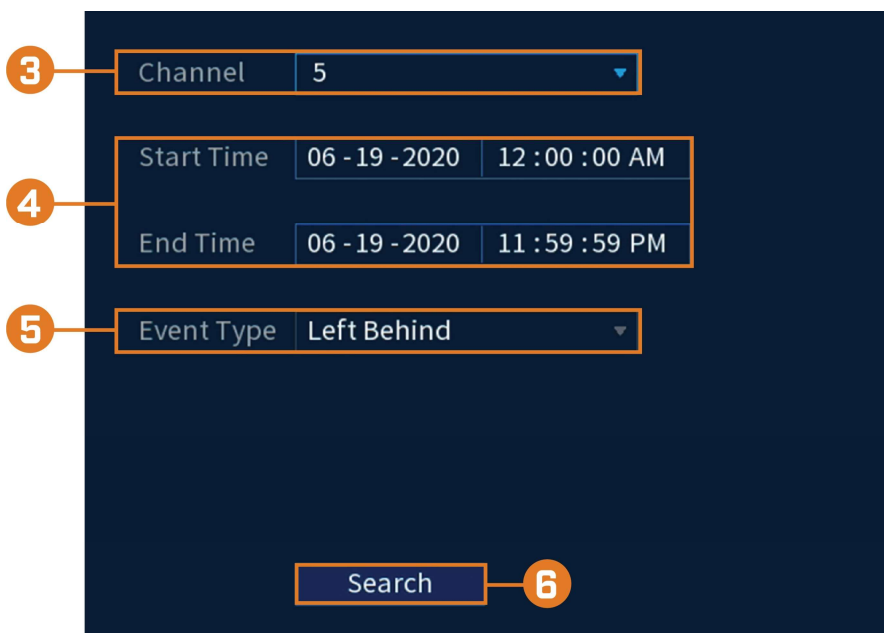 3 Channel 5
Start Time 06 - 19 - 2020 12 : 00 : 00 AM
4
End Time 06 - 19 - 2020 11 : 59 : 59 PM
5 Event Type Left Behind
Search 6